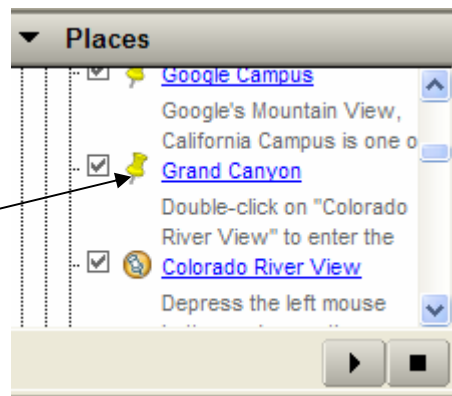 Places
Google Campus
Google's Mountain View,
California Campus is one o
Grand Canyon
Double-click on "Colorado
River View" to enter the
Colorado River View
Depress the left mouse